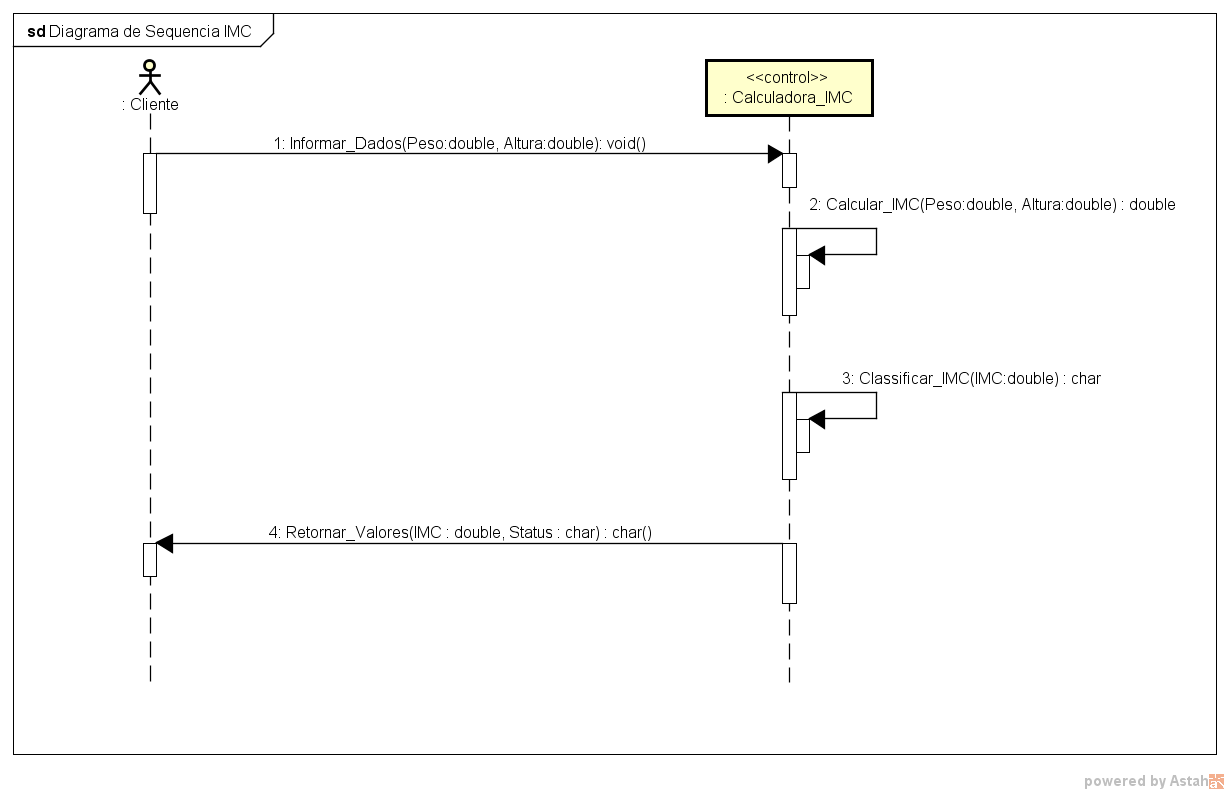 sd Diagrama de Sequencia IMC
: Cliente
<<control>>
: Calculadora_IMC
1: Informar_Dados(Peso:double, Altura:double): void()
2: Calcular_IMC(Peso:double, Altura:double) : double
3: Classificar_IMC(IMC:double) : char
4: Retornar_Valores(IMC : double, Status : char) : char()
powered by Astah